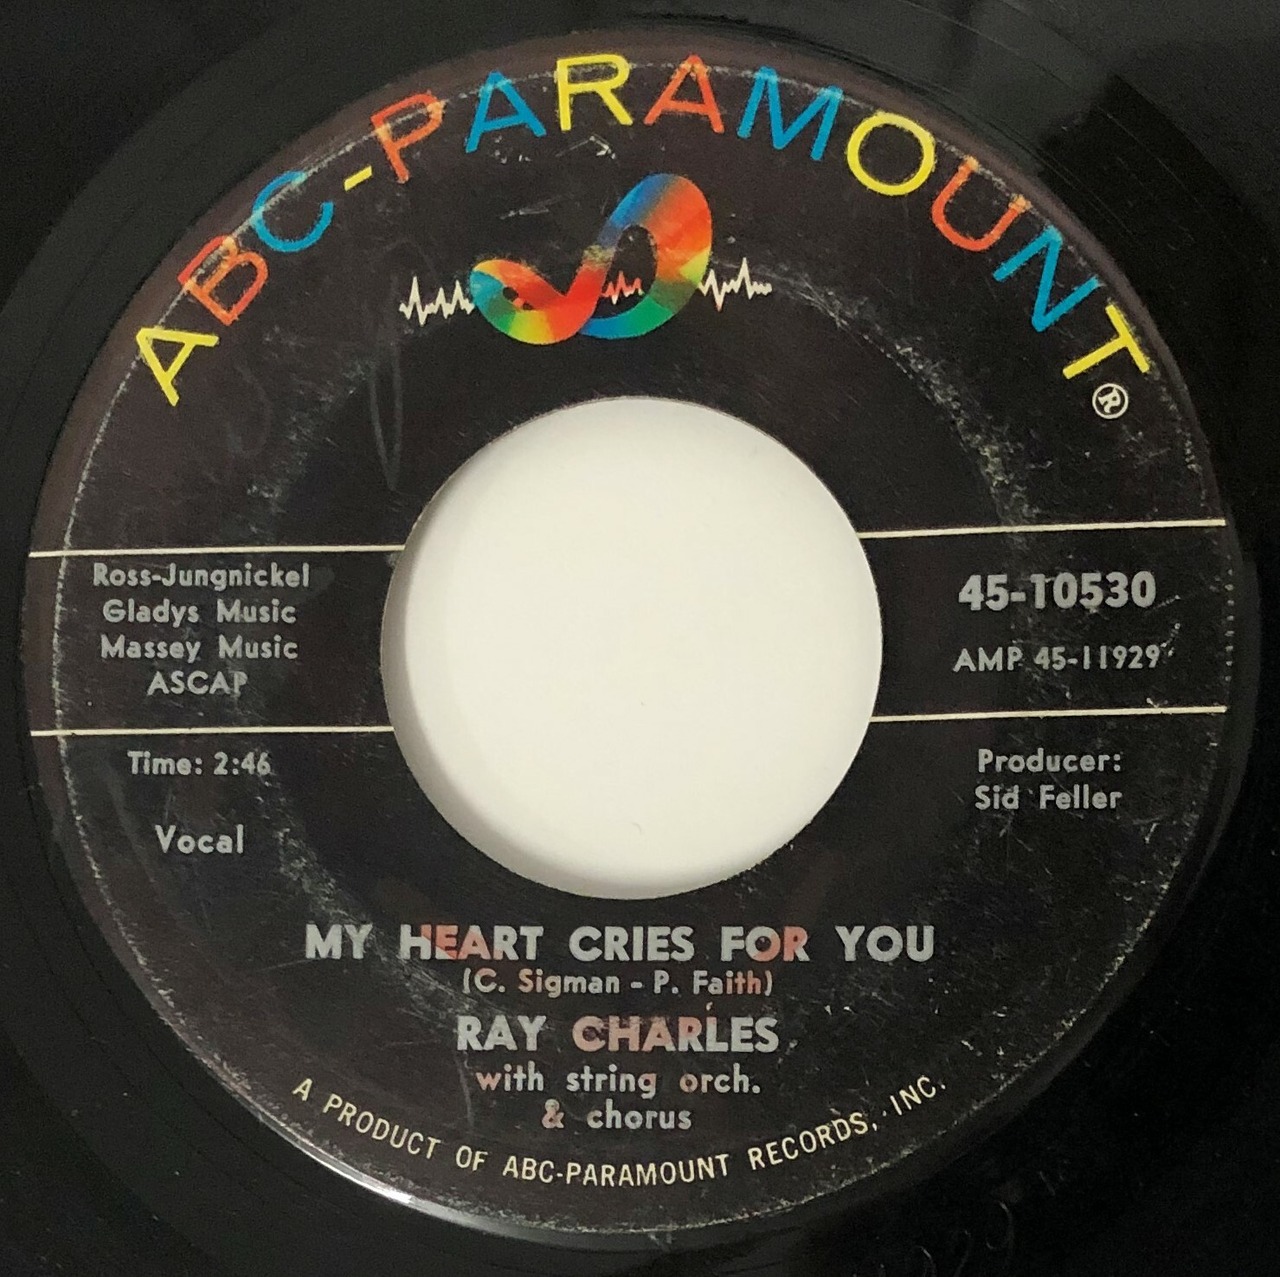 ABC-PARAMOUNT®
Ross-Jungnickel
Gladys Music
Massey Music
ASCAP
45-10530
AMP 45-11929
Time: 2:46
Vocal
Producer:
Sid Feller
MY HEART CRIES FOR YOU
(C. Sigman - P. Faith)
RAY CHARLES
with string orch.
& chorus
A PRODUCT OF ABC-PARAMOUNT RECORDS, INC.